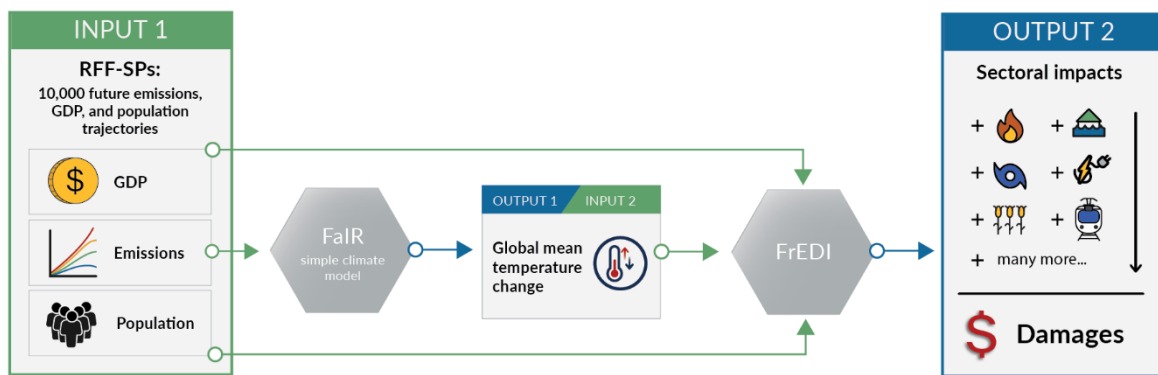 INPUT 1
RFF-SPs:
10,000 future emissions,
GDP, and population
trajectories
$
GDP
Emissions
Population
FaIR
simple climate
model
OUTPUT 1
INPUT 2
Global mean
temperature
change
FrEDI
OUTPUT 2
Sectoral impacts
+ +
+ +
+ +
+ many more...
$ Damages